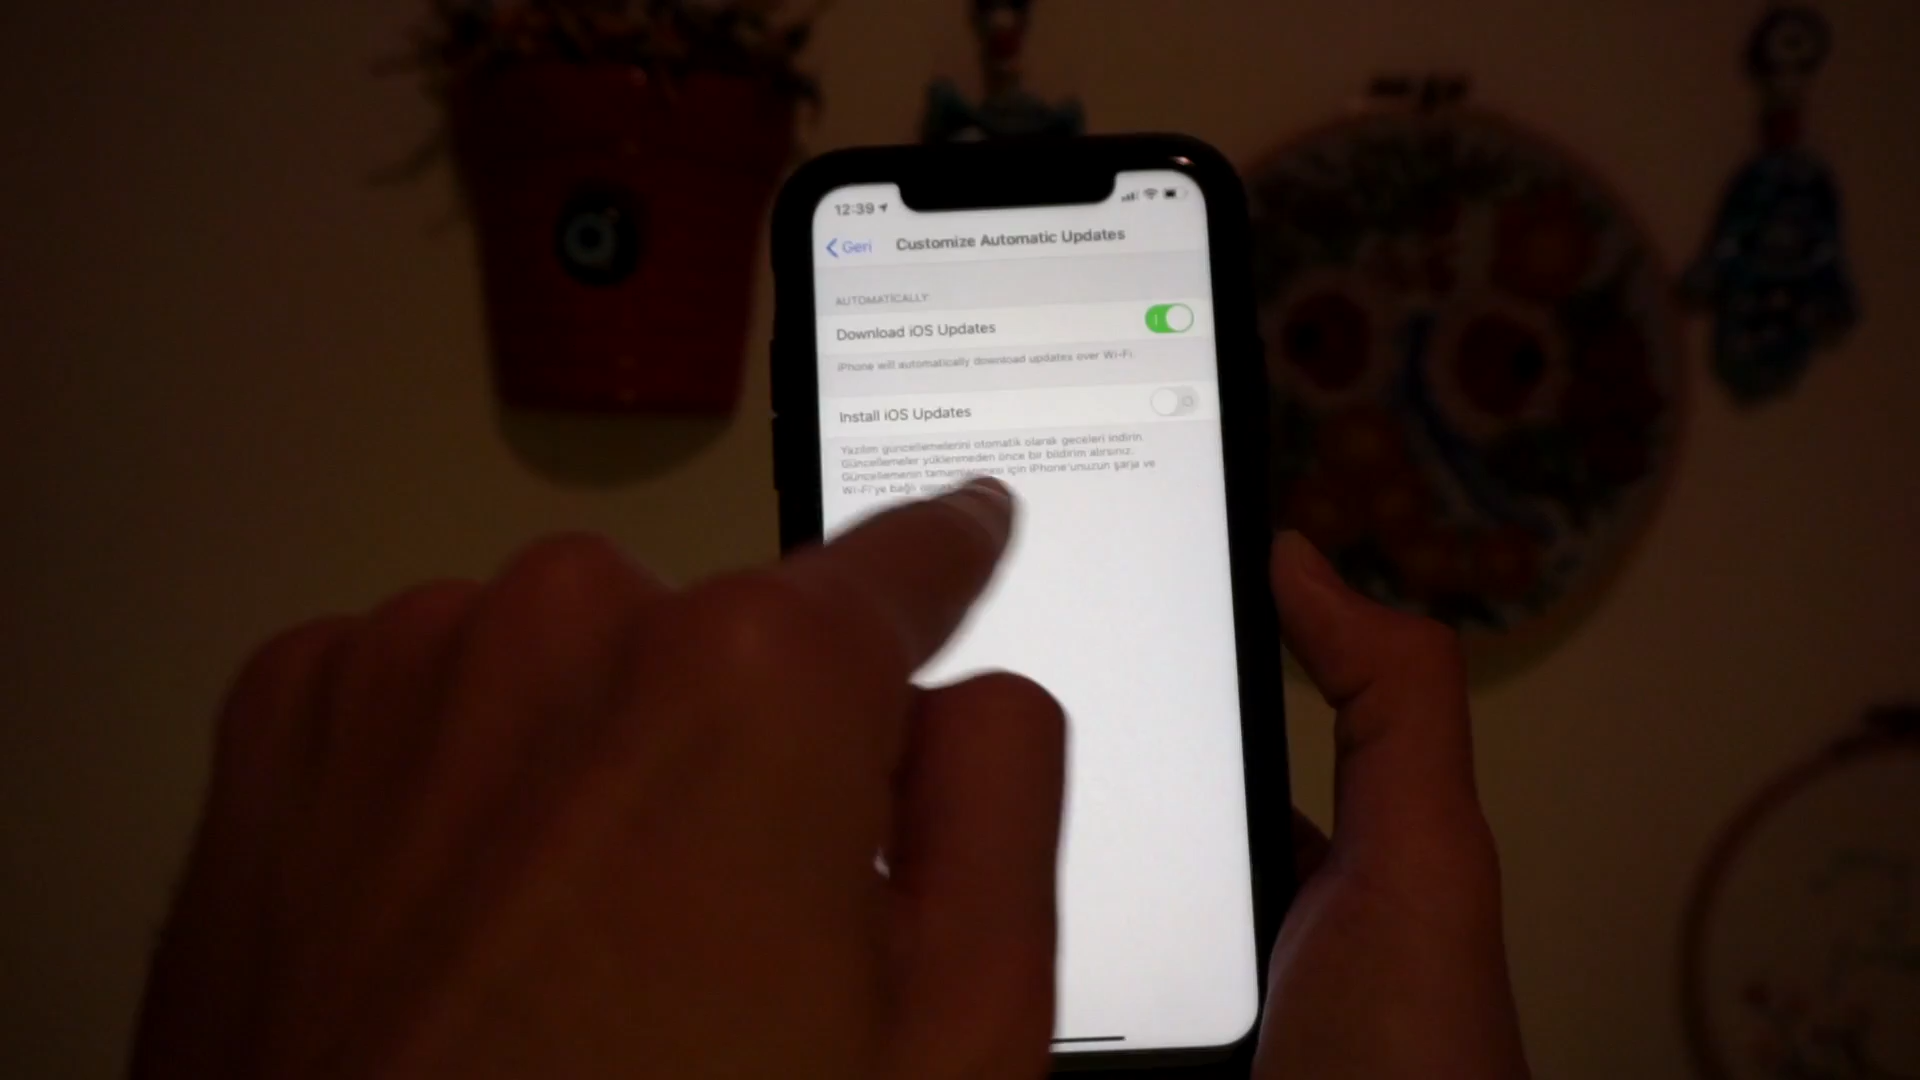 12:39
Geri
Customize Automatic Updates
AUTOMATICALLY
Download iOS Updates
iPhone will automatically download updates over Wi-Fi.
Install iOS Updates
Yazılım güncellemelerini otomatik olarak geceleri indirin.
Güncellemeler yüklenmeden önce bir bildirim alırsınız.
Güncellemenin tamamlanması için iPhone'unuzun şarja ve
Wi-Fi'ye bağlı